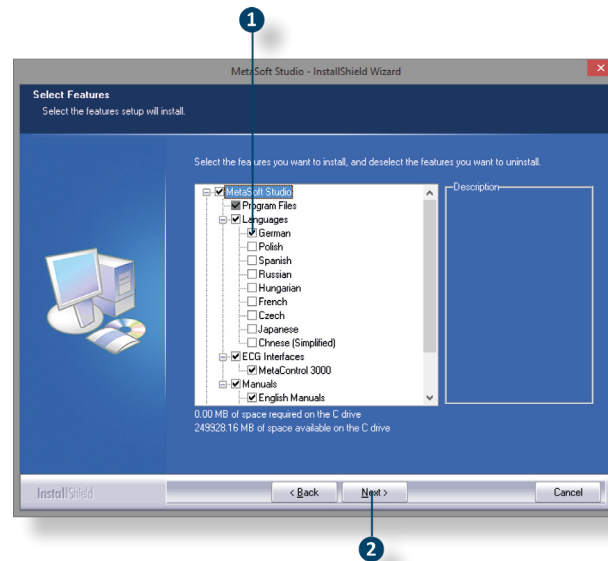 1
MetaSoft Studio - InstallShield Wizard
Select Features
Select the features setup will install.
Select the features you want to install, and deselect the features you want to uninstall.
MetaSoft Studio
Program Files
Languages
German
Polish
Spanish
Russian
Hungarian
French
Czech
Japanese
Chnese (Simplified)
ECG Interfaces
MetaControl 3000
Manuals
English Manuals
Description
0.00 MB of space required on the C drive
249928.16 MB of space available on the C drive
InstallShield
< Back
Next >
Cancel
2